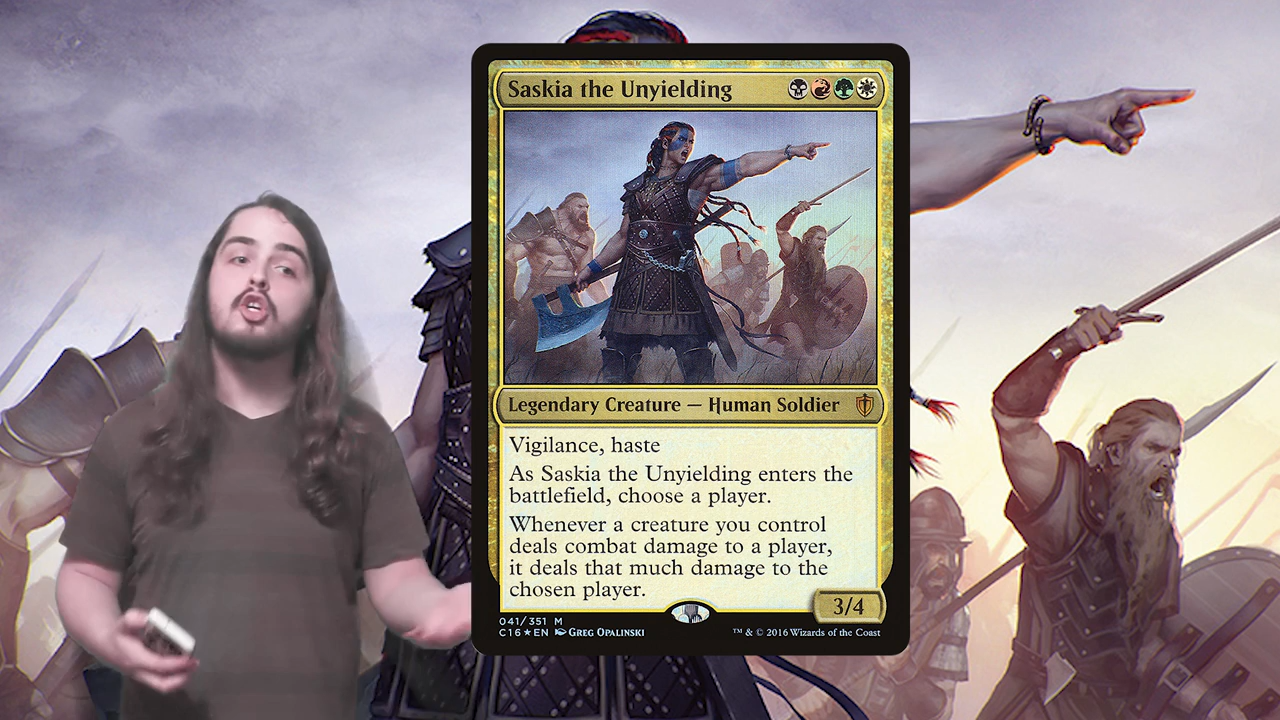 Saskia the Unyielding
Legendary Creature — Human Soldier
Vigilance, haste
As Saskia the Unyielding enters the
battlefield, choose a player.
Whenever a creature you control
deals combat damage to a player,
it deals that much damage to the
chosen player.
3/4
041/351 M
C16★EN Greg Opalinski
™ & © 2016 Wizards of the Coast